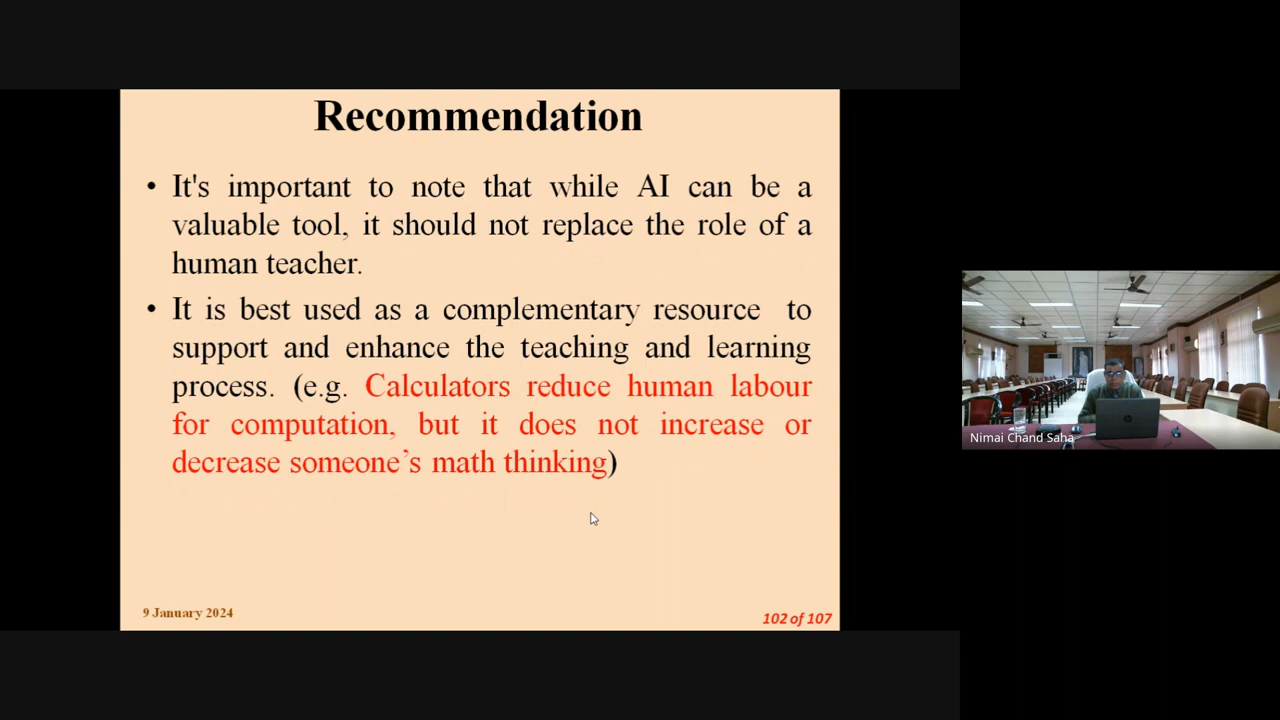 Recommendation
• It's important to note that while AI can be a
valuable tool, it should not replace the role of a
human teacher.
• It is best used as a complementary resource to
support and enhance the teaching and learning
process. (e.g. Calculators reduce human labour
for computation, but it does not increase or
decrease someone’s math thinking)
9 January 2024
102 of 107
Nimai Chand Saha